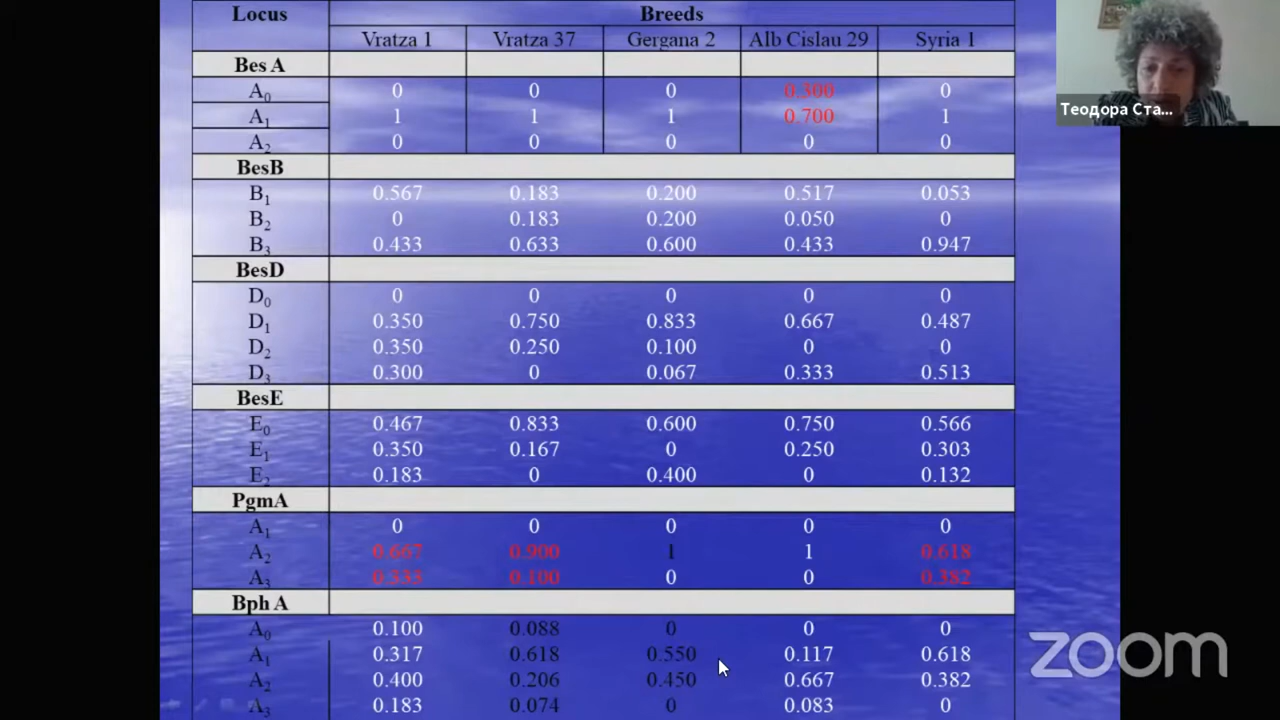 Locus Breeds
Vratza 1 Vratza 37 Gergana 2 Alb Cislau 29 Syria 1
Bes A
A₀ 0 0 0 0.300 0
A₁ 1 1 1 0.700 1
A₂ 0 0 0 0 0
BesB
B₁ 0.567 0.183 0.200 0.517 0.053
B₂ 0 0.183 0.200 0.050 0
B₃ 0.433 0.633 0.600 0.433 0.947
BesD
D₀ 0 0 0 0 0
D₁ 0.350 0.750 0.833 0.667 0.487
D₂ 0.350 0.250 0.100 0 0
D₃ 0.300 0 0.067 0.333 0.513
BesE
E₀ 0.467 0.833 0.600 0.750 0.566
E₁ 0.350 0.167 0 0.250 0.303
E₂ 0.183 0 0.400 0 0.132
PgmA
A₁ 0 0 0 0 0
A₂ 0.667 0.900 1 1 0.618
A₃ 0.533 0.100 0 0 0.382
Bph A
A₀ 0.100 0.088 0 0 0
A₁ 0.317 0.618 0.550 0.117 0.618
A₂ 0.400 0.206 0.450 0.667 0.382
A₃ 0.183 0.074 0 0.083 0
Теодора Ста...
zoom